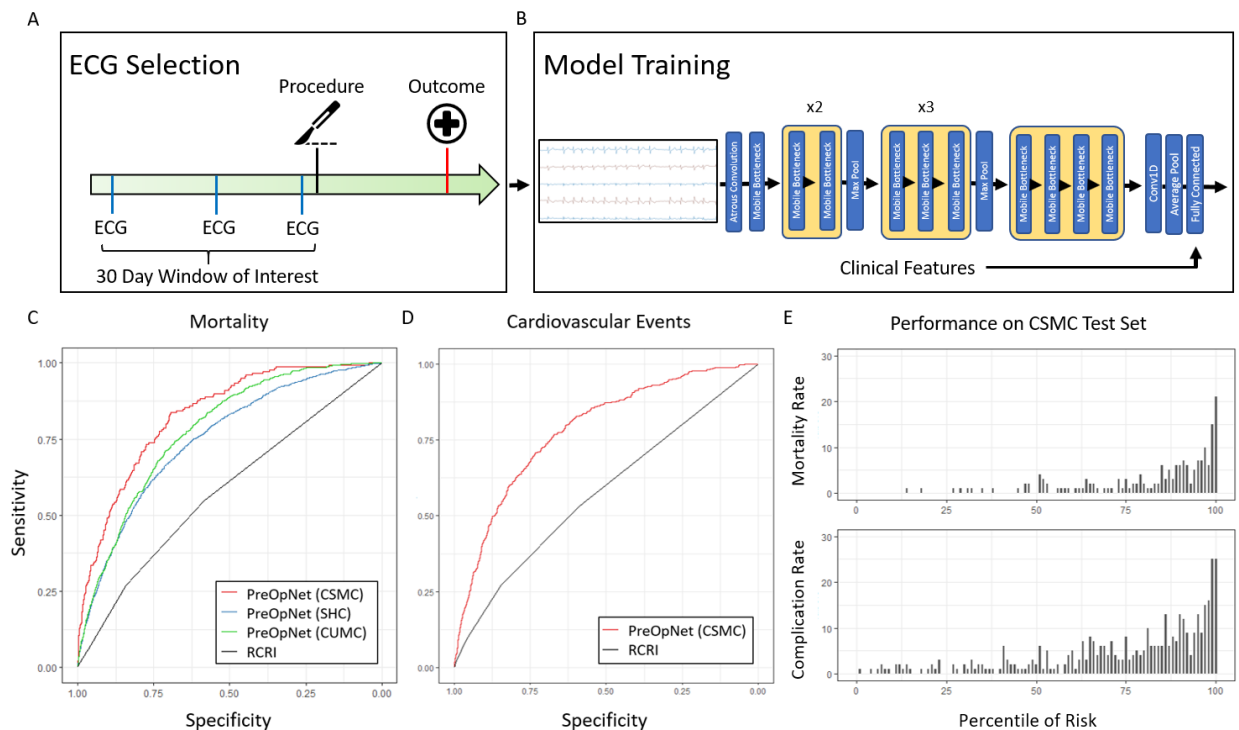 A
ECG Selection
Procedure
Outcome
ECG
ECG
ECG
30 Day Window of Interest
B
Model Training
x2
x3
Atrous Convolution
Mobile Bottleneck
Mobile Bottleneck
Mobile Bottleneck
Max Pool
Mobile Bottleneck
Mobile Bottleneck
Mobile Bottleneck
Max Pool
Mobile Bottleneck
Mobile Bottleneck
Mobile Bottleneck
Mobile Bottleneck
Conv1D
Average Pool
Fully Connected
Clinical Features
C
Mortality
Sensitivity
1.00
0.75
0.50
0.25
0.00
PreOpNet (CSMC)
PreOpNet (SHC)
PreOpNet (CUMC)
RCRI
1.00 0.75 0.50 0.25 0.00
Specificity
D
Cardiovascular Events
1.00
0.75
0.50
0.25
0.00
PreOpNet (CSMC)
RCRI
1.00 0.75 0.50 0.25 0.00
Specificity
E
Performance on CSMC Test Set
Mortality Rate
30
20
10
0
0 25 50 75 100
Complication Rate
30
20
10
0
0 25 50 75 100
Percentile of Risk